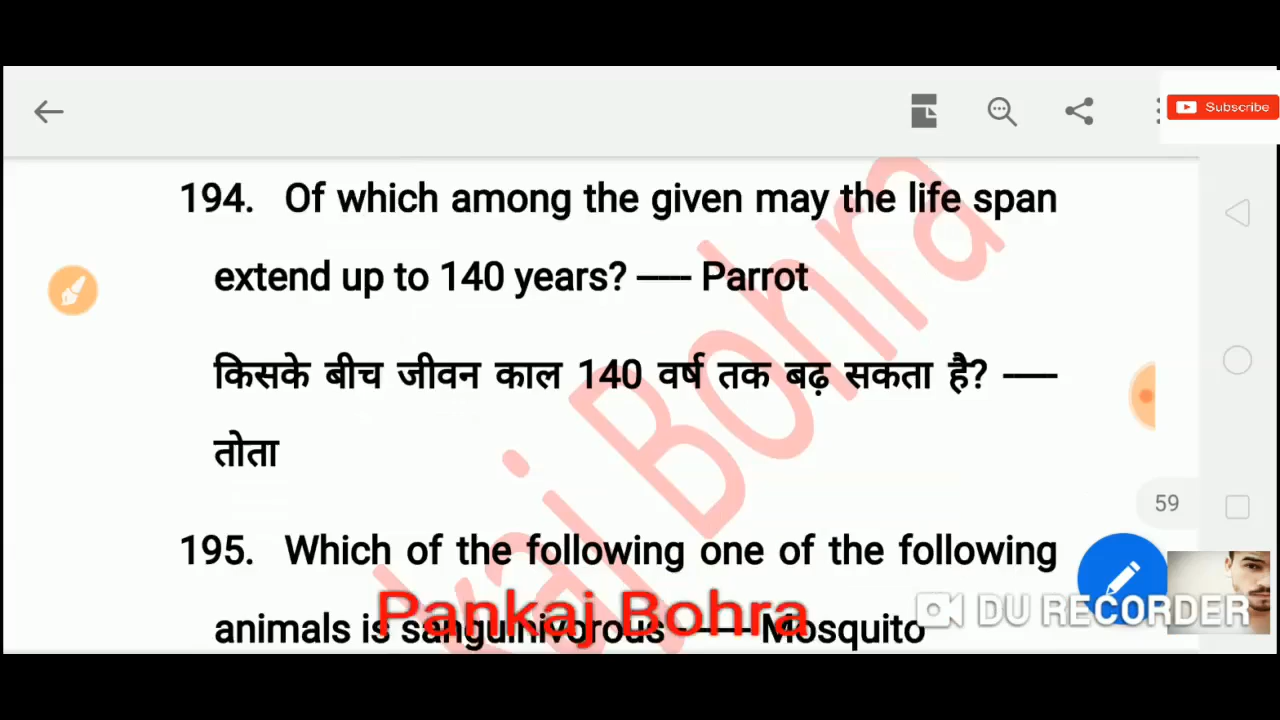 Subscribe
194. Of which among the given may the life span
extend up to 140 years? —– Parrot
किसके बीच जीवन काल 140 वर्ष तक बढ़ सकता है? —–
तोता
59
195. Which of the following one of the following
animals is sanguinivorous —– Mosquito
Pankaj Bohra
DU RECORDER
kaj Bohra